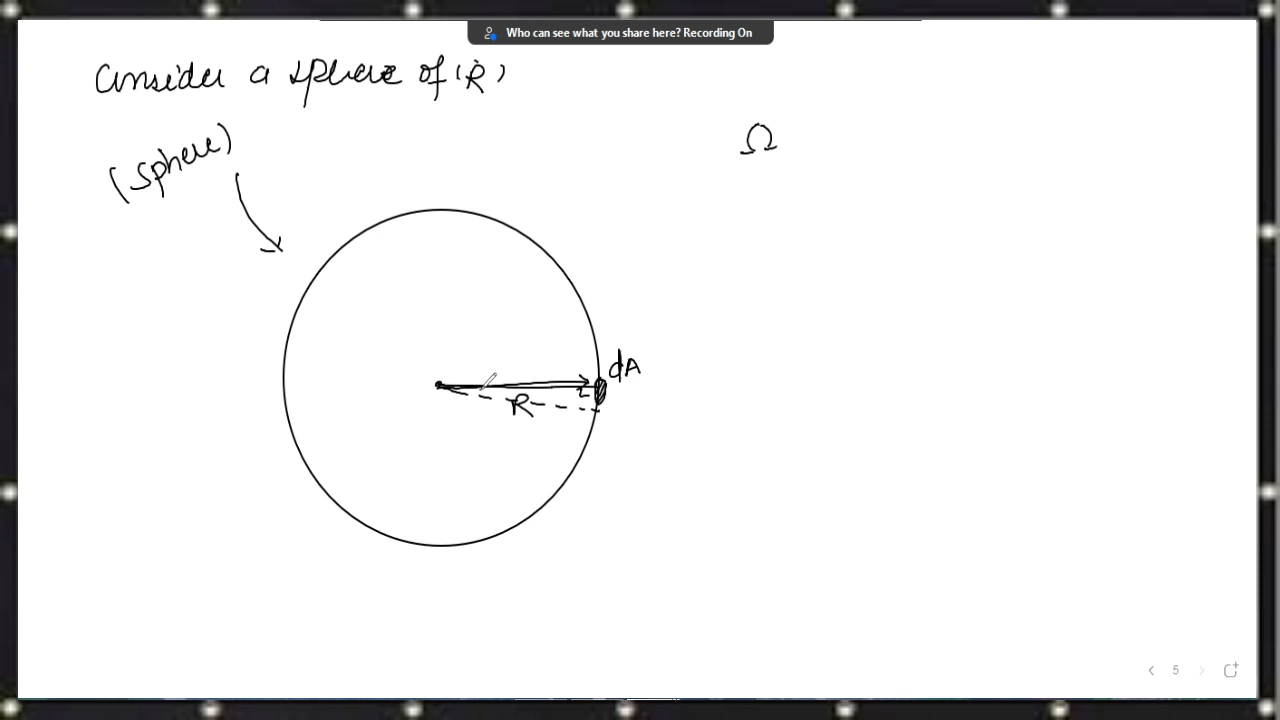 Who can see what you share here? Recording On
Consider a sphere of (R)
(sphere)
Ω
dA
R
5